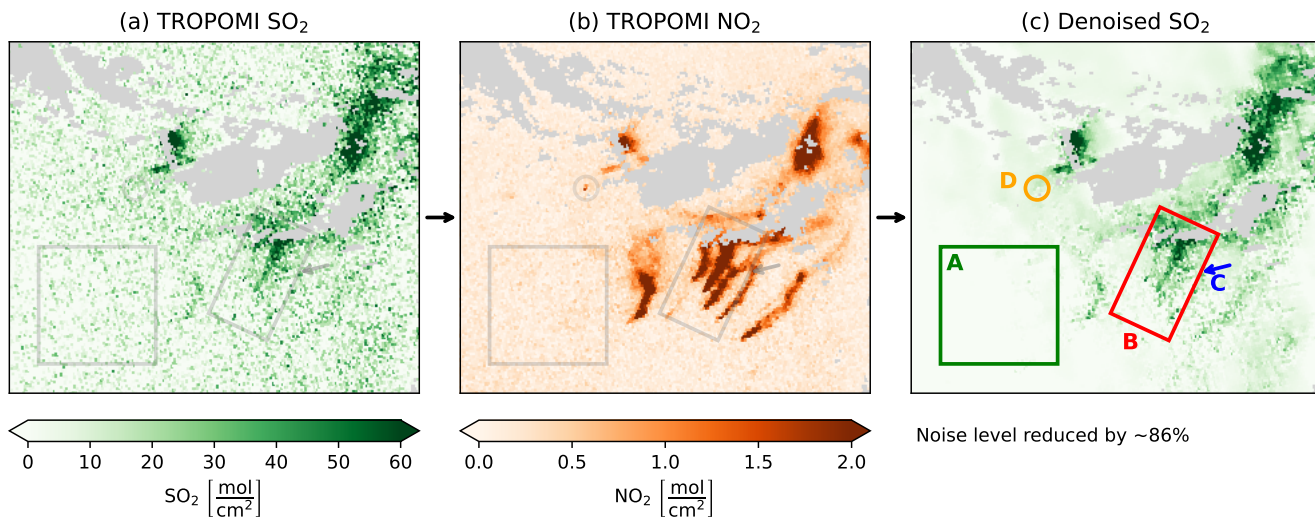 (a) TROPOMI SO₂
(b) TROPOMI NO₂
(c) Denoised SO₂
D
A
C
B
0 10 20 30 40 50 60
SO₂ [mol/cm²]
0.0 0.5 1.0 1.5 2.0
NO₂ [mol/cm²]
Noise level reduced by ~86%